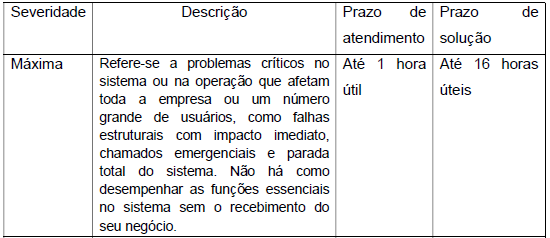 Severidade Descrição Prazo de atendimento Prazo de solução
Máxima
Refere-se a problemas críticos no
sistema ou na operação que afetam
toda a empresa ou um número
grande de usuários, como falhas
estruturais com impacto imediato,
chamados emergenciais e parada
total do sistema. Não há como
desempenhar as funções essenciais
no sistema sem o recebimento do
seu negócio.
Até 1 hora
útil
Até 16 horas
úteis